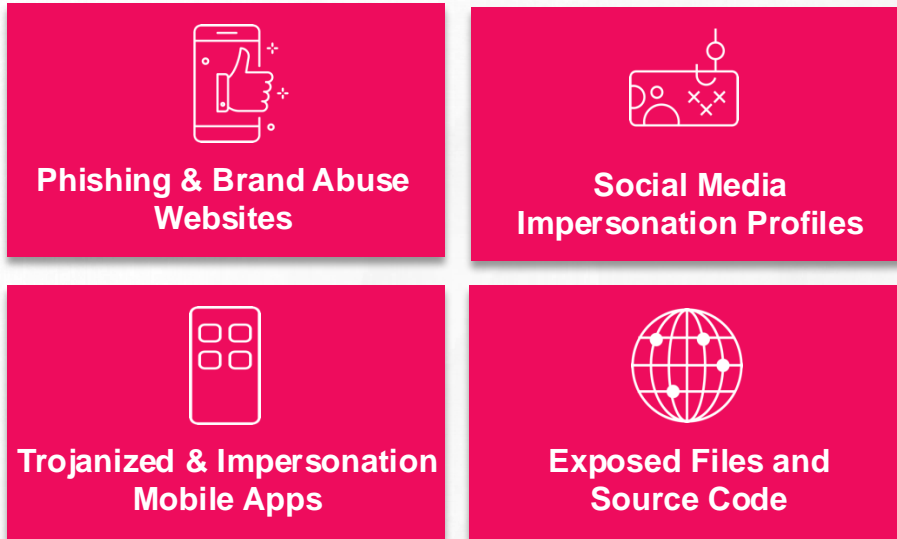 Phishing & Brand Abuse
Websites
Social Media
Impersonation Profiles
Trojanized & Impersonation
Mobile Apps
Exposed Files and
Source Code